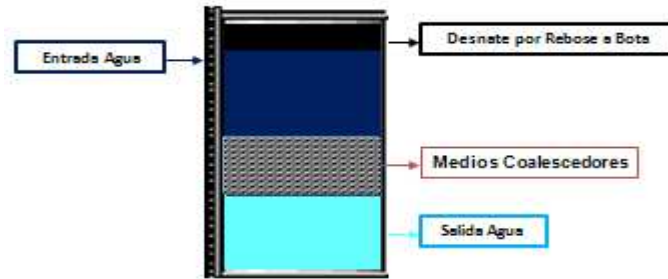 Desnate por Rebose a Bota
Entrada Agua
Medios Coalescedores
Salida Agua